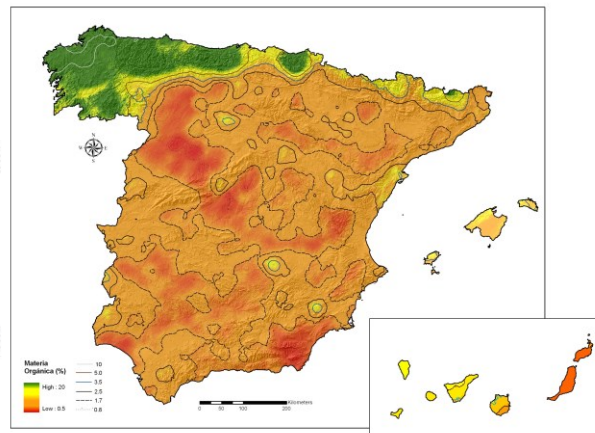 N
W E
S
Materia
Orgánica (%)
High : 20
Low : 0.5
10
5.0
3.5
2.5
1.7
0.8
0 50 100 200
Kilometers